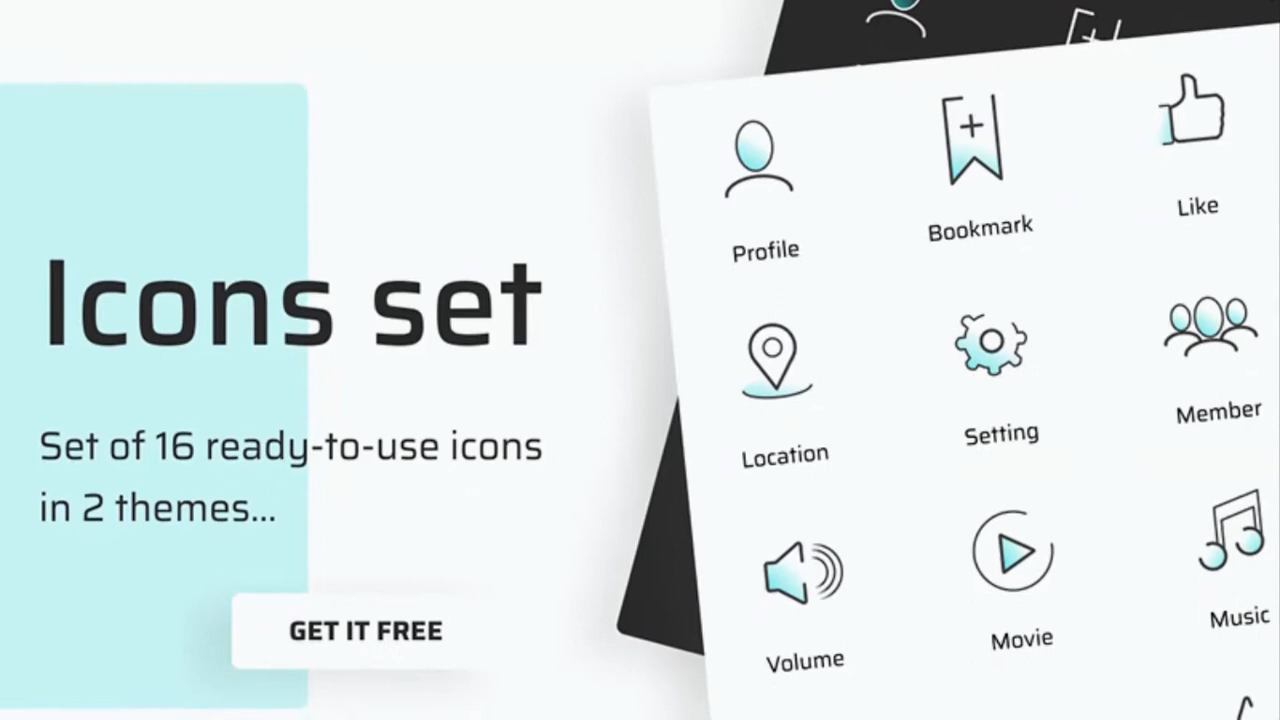 Icons set
Set of 16 ready-to-use icons
in 2 themes...
GET IT FREE
Profile
Bookmark
Like
Location
Setting
Member
Volume
Movie
Music